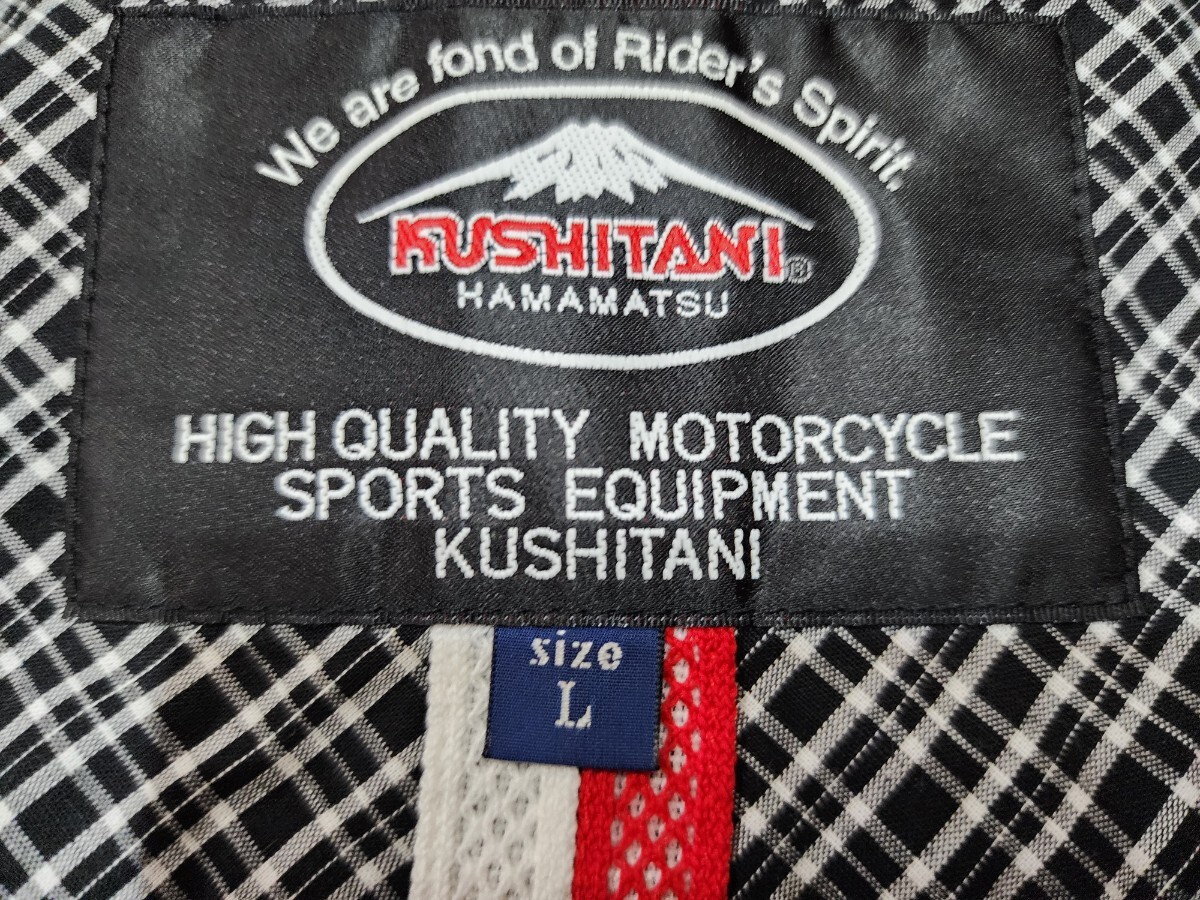 We are fond of Rider's Spirit.
KUSHITANI®
HAMAMATSU
HIGH QUALITY MOTORCYCLE
SPORTS EQUIPMENT
KUSHITANI
size
L